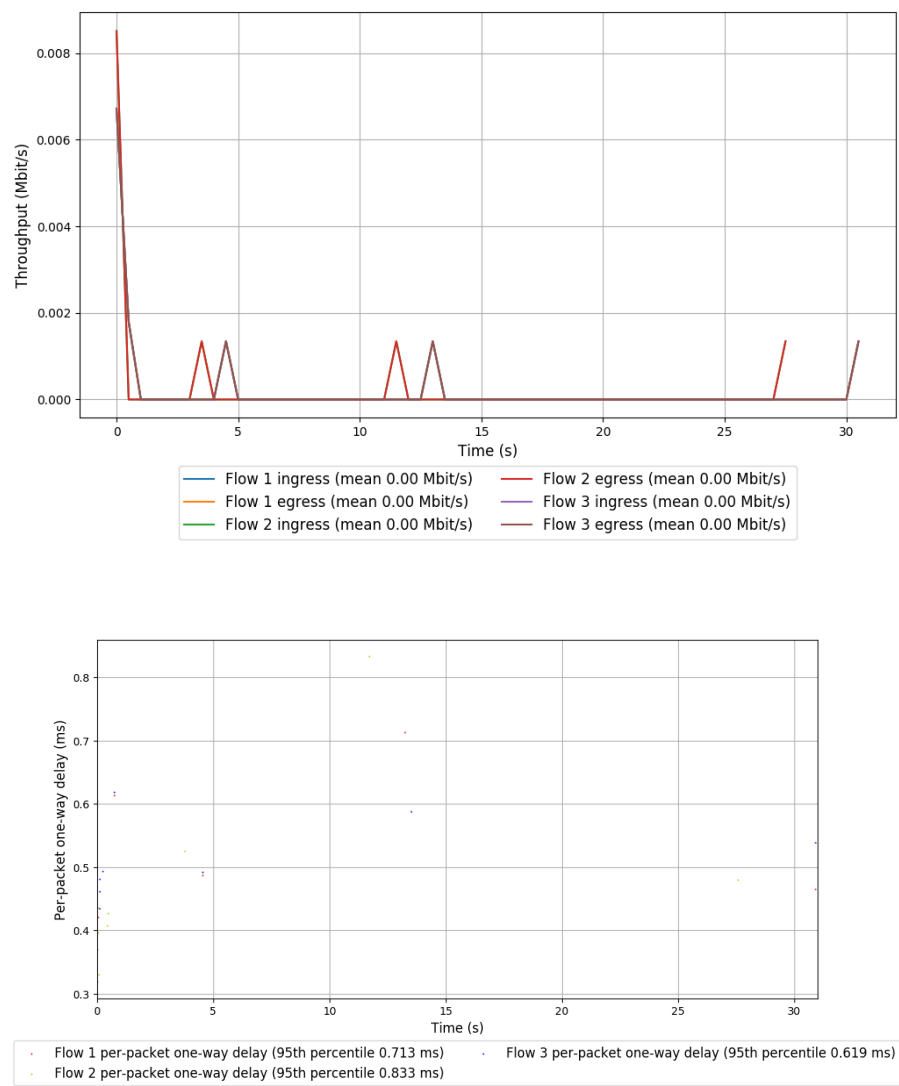 0.008
0.006
0.004
0.002
0.000
Throughput (Mbit/s)
0 5 10 15 20 25 30
Time (s)
Flow 1 ingress (mean 0.00 Mbit/s) Flow 2 egress (mean 0.00 Mbit/s)
Flow 1 egress (mean 0.00 Mbit/s) Flow 3 ingress (mean 0.00 Mbit/s)
Flow 2 ingress (mean 0.00 Mbit/s) Flow 3 egress (mean 0.00 Mbit/s)
0.8
0.7
0.6
0.5
0.4
0.3
Per-packet one-way delay (ms)
0 5 10 15 20 25 30
Time (s)
Flow 1 per-packet one-way delay (95th percentile 0.713 ms) Flow 3 per-packet one-way delay (95th percentile 0.619 ms)
Flow 2 per-packet one-way delay (95th percentile 0.833 ms)